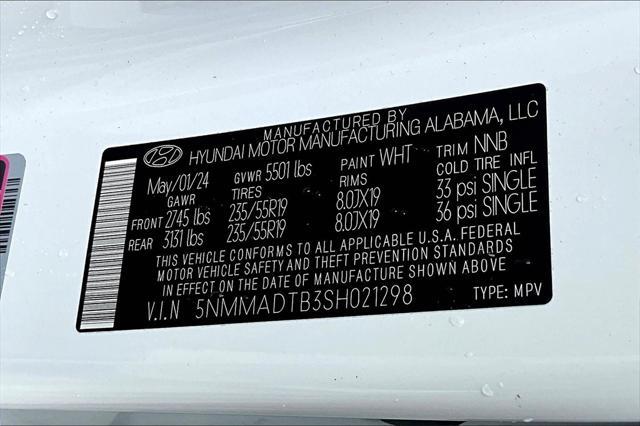 MANUFACTURED BY
HYUNDAI MOTOR MANUFACTURING ALABAMA, LLC
May/01/24 GVWR 5501 lbs PAINT WHT TRIM NNB
GAWR TIRES RIMS COLD TIRE INFL
FRONT 2745 lbs 235/55R19 8.0JX19 33 psi SINGLE
REAR 3131 lbs 235/55R19 8.0JX19 36 psi SINGLE
THIS VEHICLE CONFORMS TO ALL APPLICABLE U.S.A. FEDERAL
MOTOR VEHICLE SAFETY AND THEFT PREVENTION STANDARDS
IN EFFECT ON THE DATE OF MANUFACTURE SHOWN ABOVE
V.I.N 5NMMADTB3SH021298 TYPE: MPV